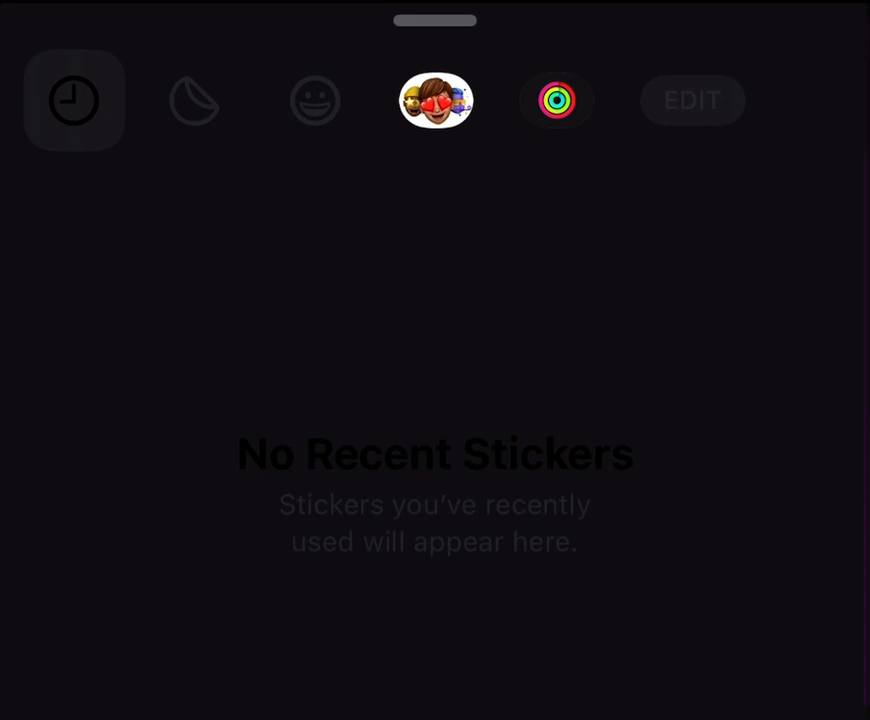 EDIT
No Recent Stickers
Stickers you’ve recently
used will appear here.